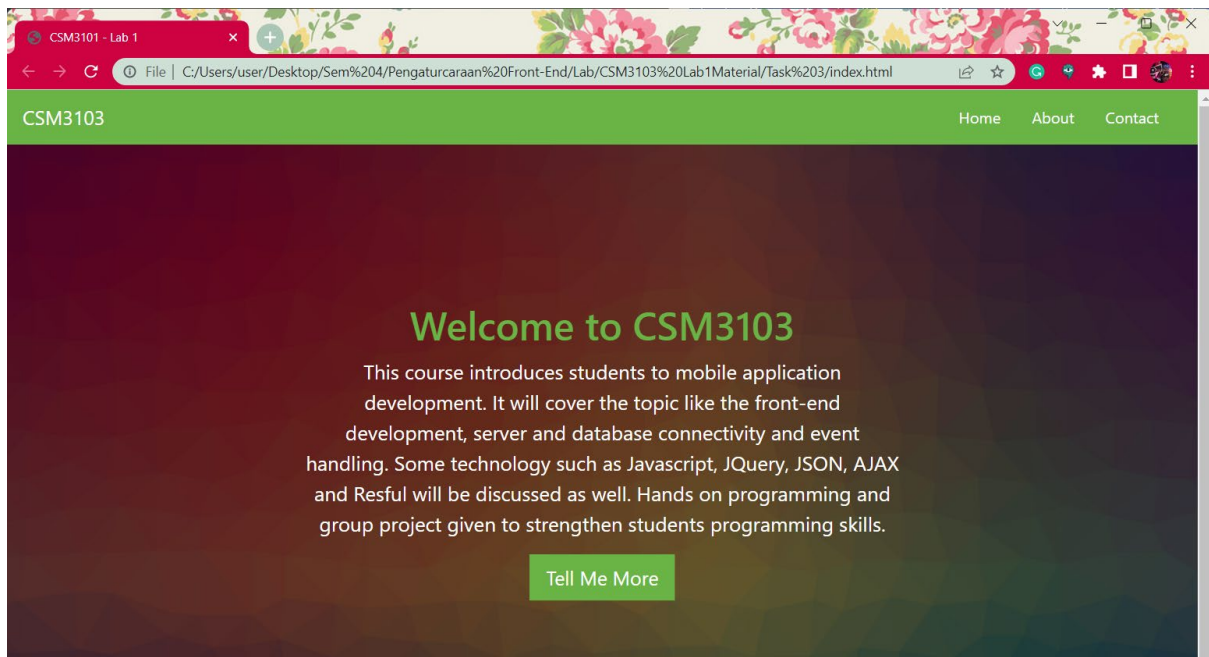 CSM3101 - Lab 1
File | C:/Users/user/Desktop/Sem%204/Pengaturcaraan%20Front-End/Lab/CSM3103%20Lab1Material/Task%203/index.html
CSM3103
Home About Contact
Welcome to CSM3103
This course introduces students to mobile application
development. It will cover the topic like the front-end
development, server and database connectivity and event
handling. Some technology such as Javascript, JQuery, JSON, AJAX
and Resful will be discussed as well. Hands on programming and
group project given to strengthen students programming skills.
Tell Me More